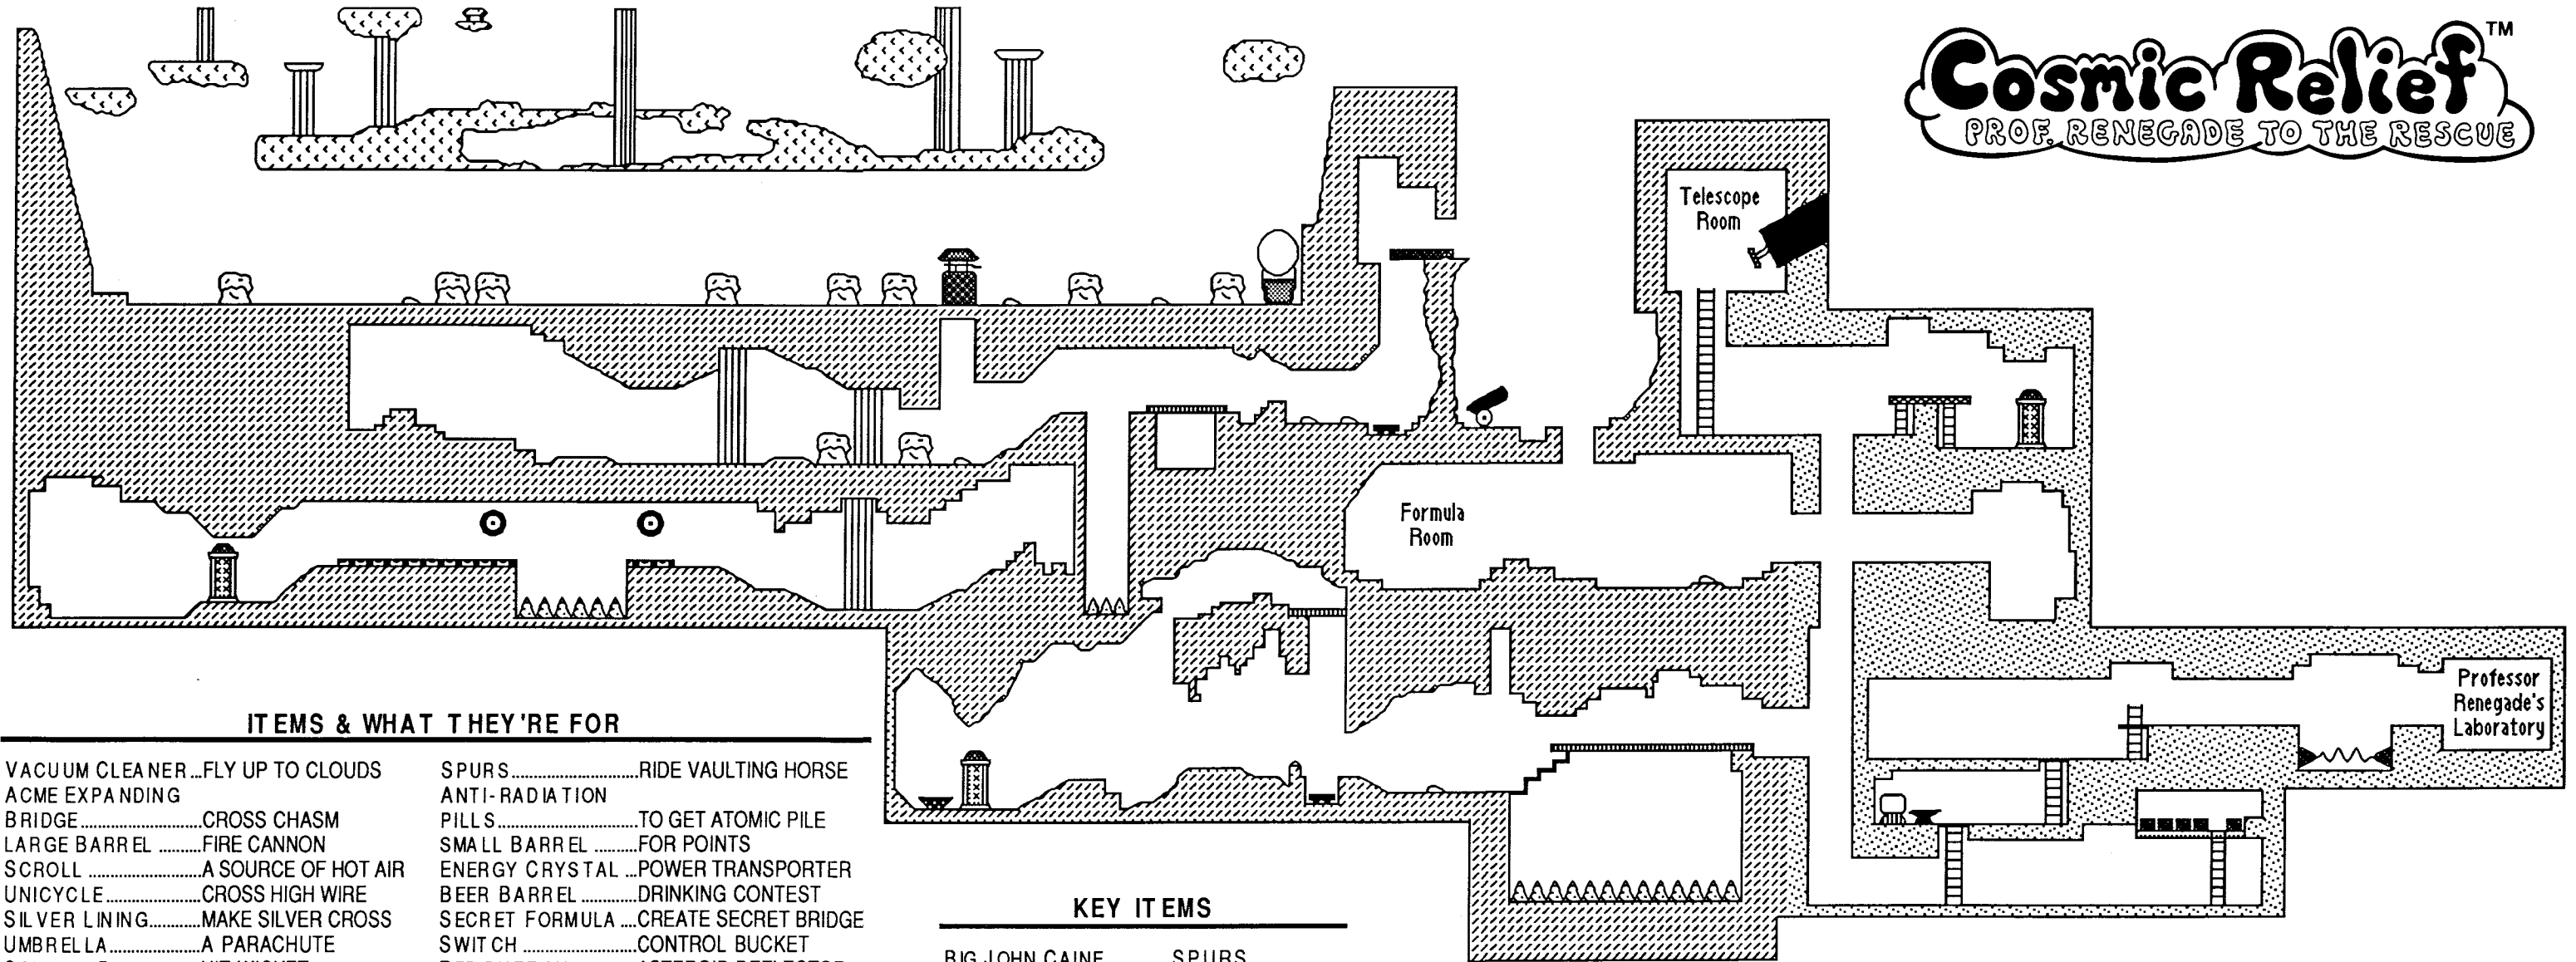 Cosmic Relief™
PROF. RENEGADE TO THE RESCUE
Telescope
Room
Formula
Room
Professor
Renegade's
Laboratory
ITEMS & WHAT THEY'RE FOR
VACUUM CLEANER...FLY UP TO CLOUDS
ACME EXPANDING
BRIDGE..........................CROSS CHASM
LARGE BARREL .........FIRE CANNON
SCROLL .......................A SOURCE OF HOT AIR
UNICYCLE.....................CROSS HIGH WIRE
SILVER LINING...........MAKE SILVER CROSS
UMBRELLA....................A PARACHUTE
SPURS.......................RIDE VAULTING HORSE
ANTI-RADIATION
PILLS..........................TO GET ATOMIC PILE
SMALL BARREL .........FOR POINTS
ENERGY CRYSTAL ...POWER TRANSPORTER
BEER BARREL ............DRINKING CONTEST
SECRET FORMULA ....CREATE SECRET BRIDGE
SWITCH .......................CONTROL BUCKET
KEY ITEMS
BIG JOHN CAINE SPURS